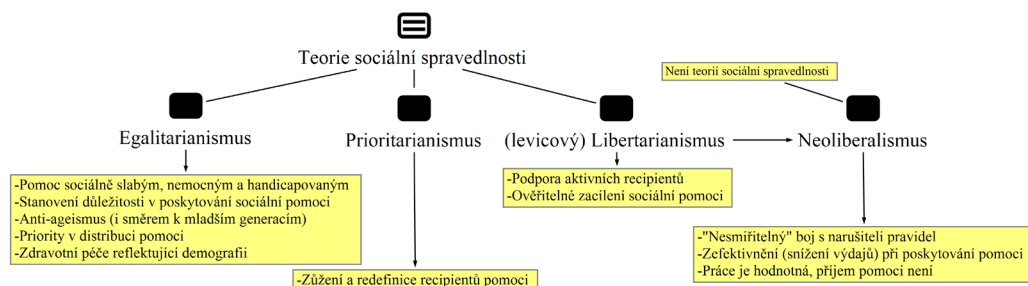 Teorie sociální spravedlnosti
Není teorií sociální spravedlnosti
Egalitarianismus
Prioritarianismus
(levicový) Libertarianismus
Neoliberalismus
-Pomoc sociálně slabým, nemocným a handicapovaným
-Stanovení důležitosti v poskytování sociální pomoci
-Anti-ageismus (i směrem k mladším generacím)
-Priority v distribuci pomoci
-Zdravotní péče reflektující demografii
-Podpora aktivních recipientů
-Ověřitelné zacílení sociální pomoci
-"Nesmiřitelný" boj s narušiteli pravidel
-Zefektivnění (snížení výdajů) při poskytování pomoci
-Práce je hodnotná, příjem pomoci není
-Zúžení a redefinice recipientů pomoci